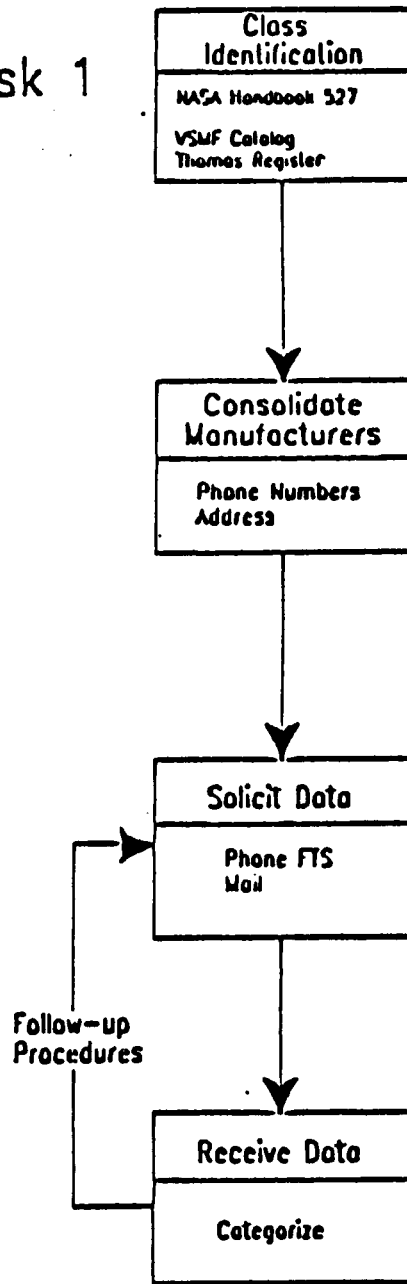 sk 1
Class
Identification
NASA Handbook 527
VSMF Catalog
Thomas Register
Consolidate
Manufacturers
Phone Numbers
Address
Solicit Data
Phone FTS
Mail
Follow-up
Procedures
Receive Data
Categorize